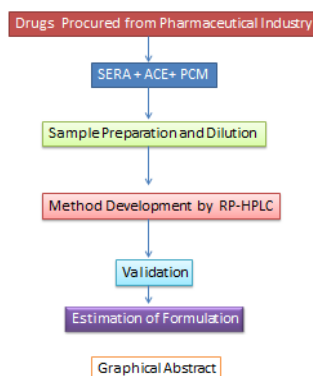 Drugs Procured from Pharmaceutical Industry
SERA + ACE+ PCM
Sample Preparation and Dilution
Method Development by RP-HPLC
Validation
Estimation of Formulation
Graphical Abstract